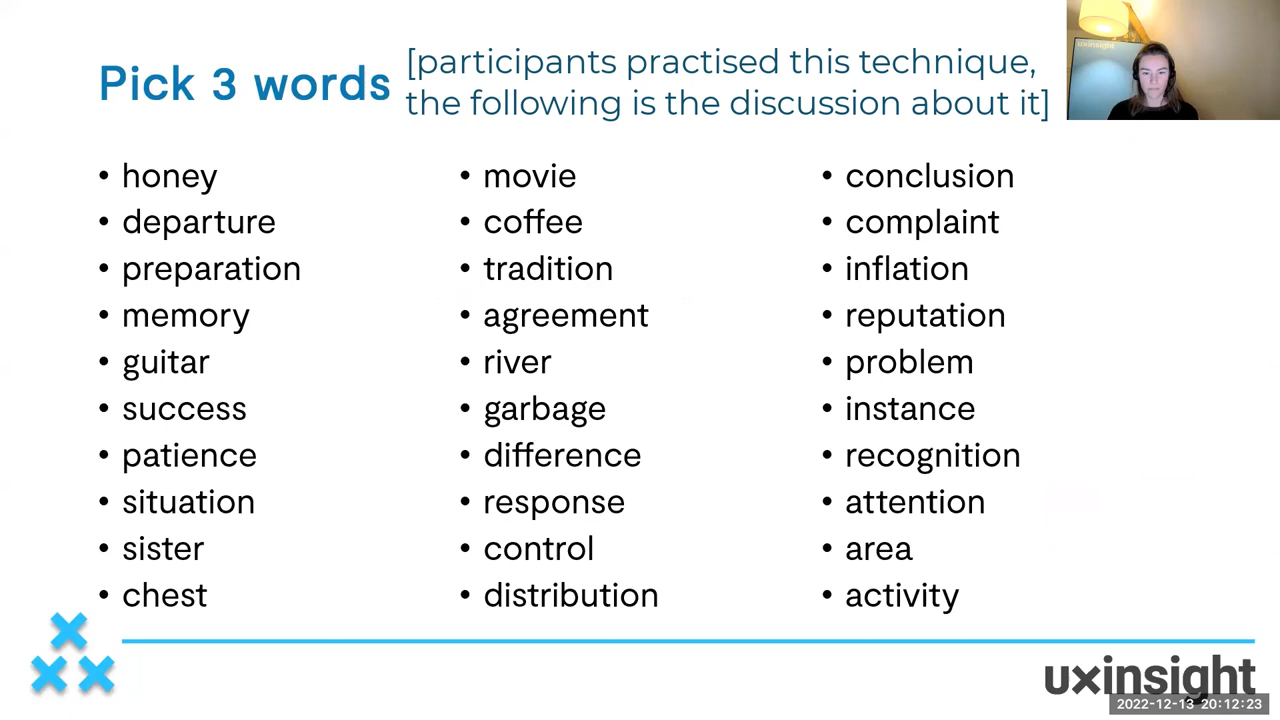 Pick 3 words
[participants practised this technique,
the following is the discussion about it]
uxinsight
• honey
• departure
• preparation
• memory
• guitar
• success
• patience
• situation
• sister
• chest
• movie
• coffee
• tradition
• agreement
• river
• garbage
• difference
• response
• control
• distribution
• conclusion
• complaint
• inflation
• reputation
• problem
• instance
• recognition
• attention
• area
• activity
uxinsight
2022-12-13 20:12:23